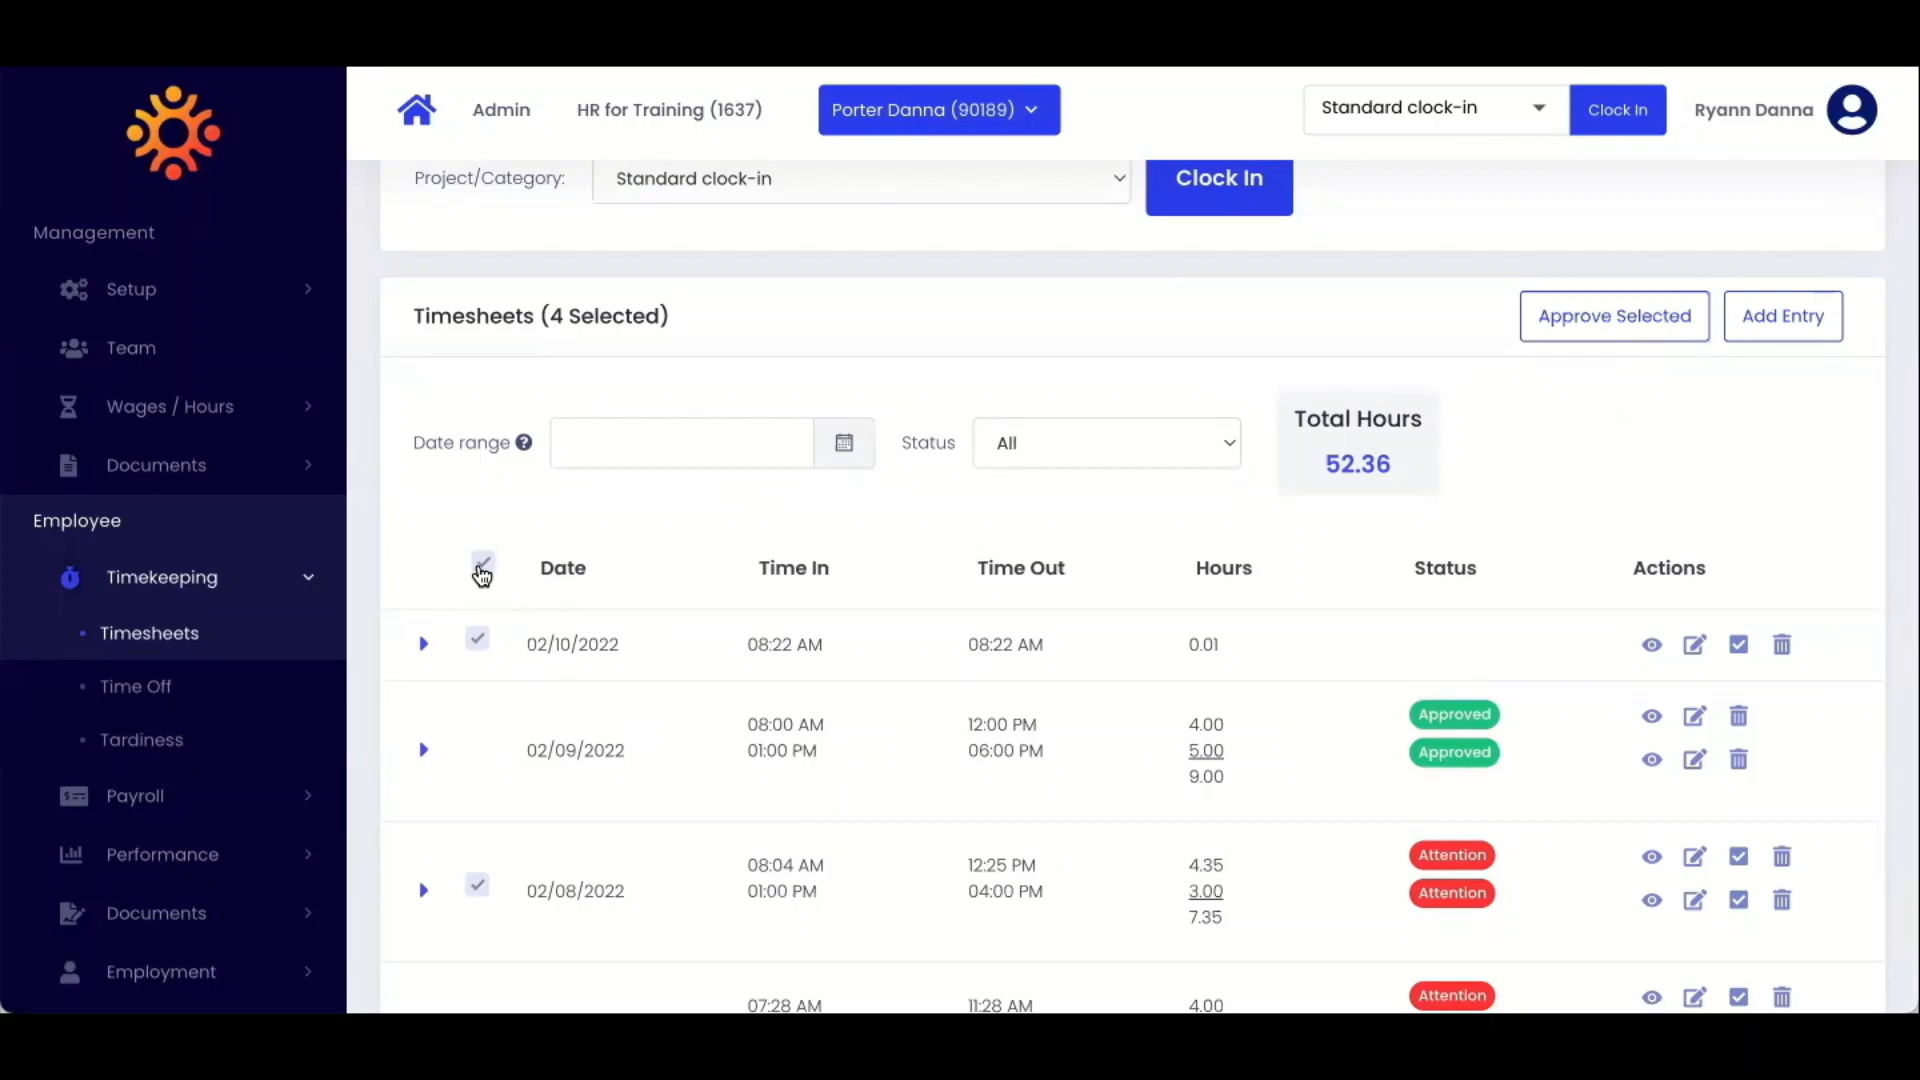 Admin
HR for Training (1637)
Porter Danna (90189)
Standard clock-in
Clock In
Ryann Danna
Management
Setup
Team
Wages / Hours
Documents
Employee
Timekeeping
Timesheets
Time Off
Tardiness
Payroll
Performance
Documents
Employment
Project/Category:
Standard clock-in
Clock In
Timesheets (4 Selected)
Approve Selected
Add Entry
Date range ?
Status
All
Total Hours
52.36
Date Time In Time Out Hours Status Actions
02/10/2022 08:22 AM 08:22 AM 0.01
08:00 AM 12:00 PM 4.00 Approved
02/09/2022 01:00 PM 06:00 PM 5.00 Approved
9.00
08:04 AM 12:25 PM 4.35 Attention
02/08/2022 01:00 PM 04:00 PM 3.00 Attention
7.35
07:28 AM 11:28 AM 4.00 Attention